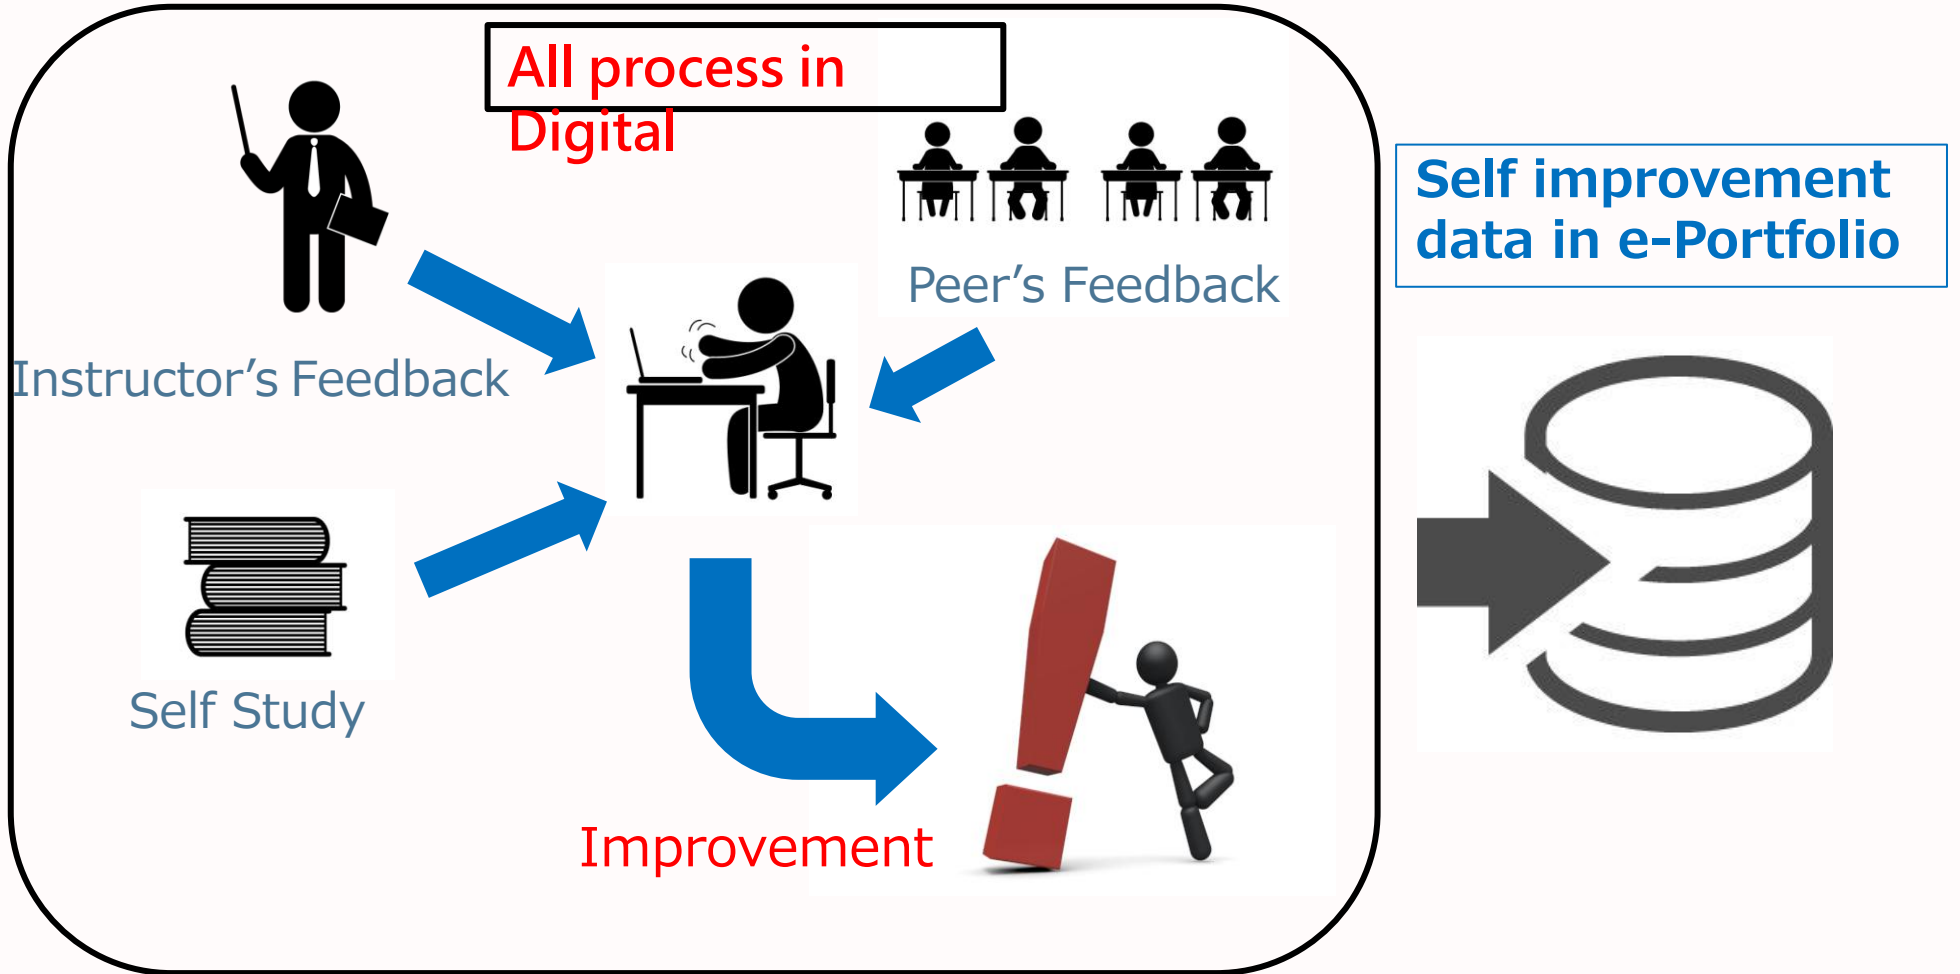 All process in
Digital
Peer’s Feedback
Instructor’s Feedback
Self Study
Improvement
Self improvement
data in e-Portfolio